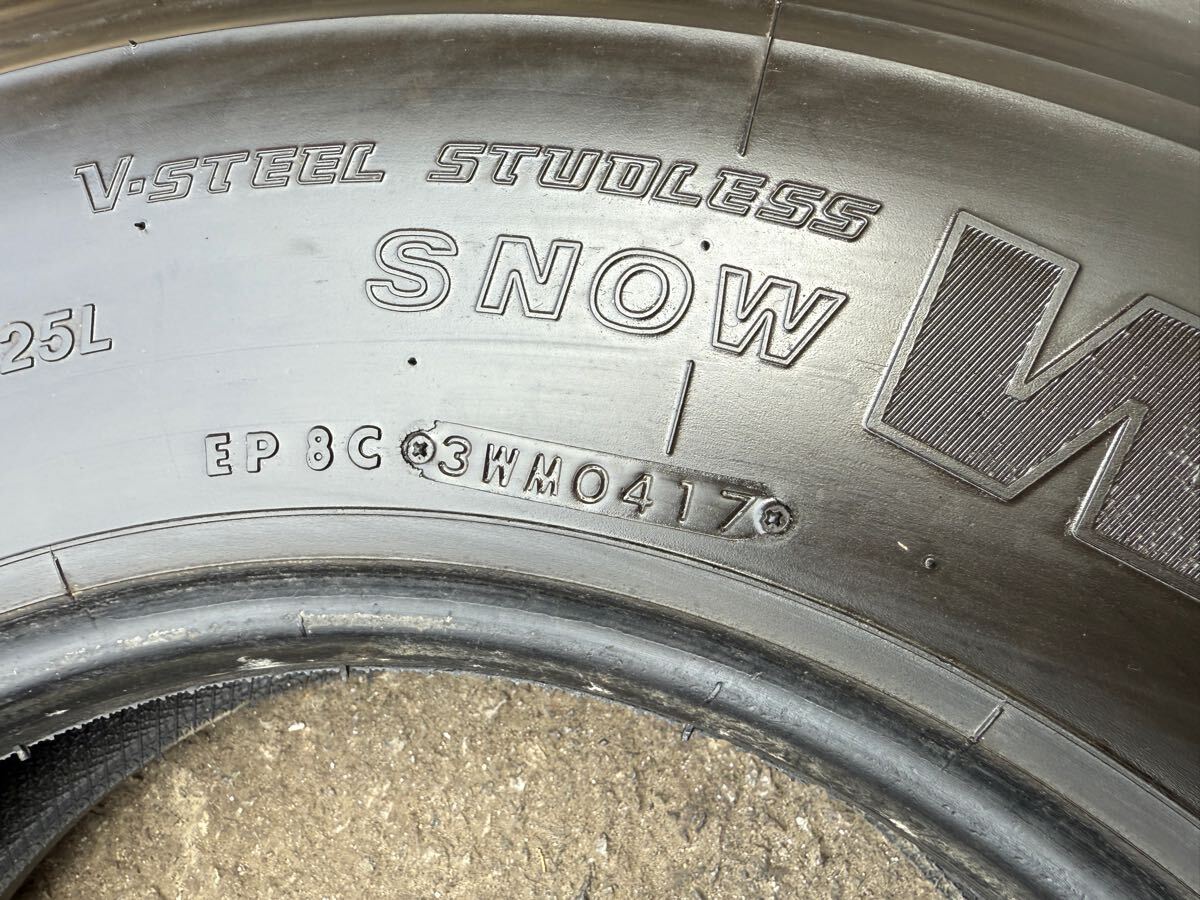 V-STEEL STUDLESS
SNOW
W
25L
EP 8C 3WM0417